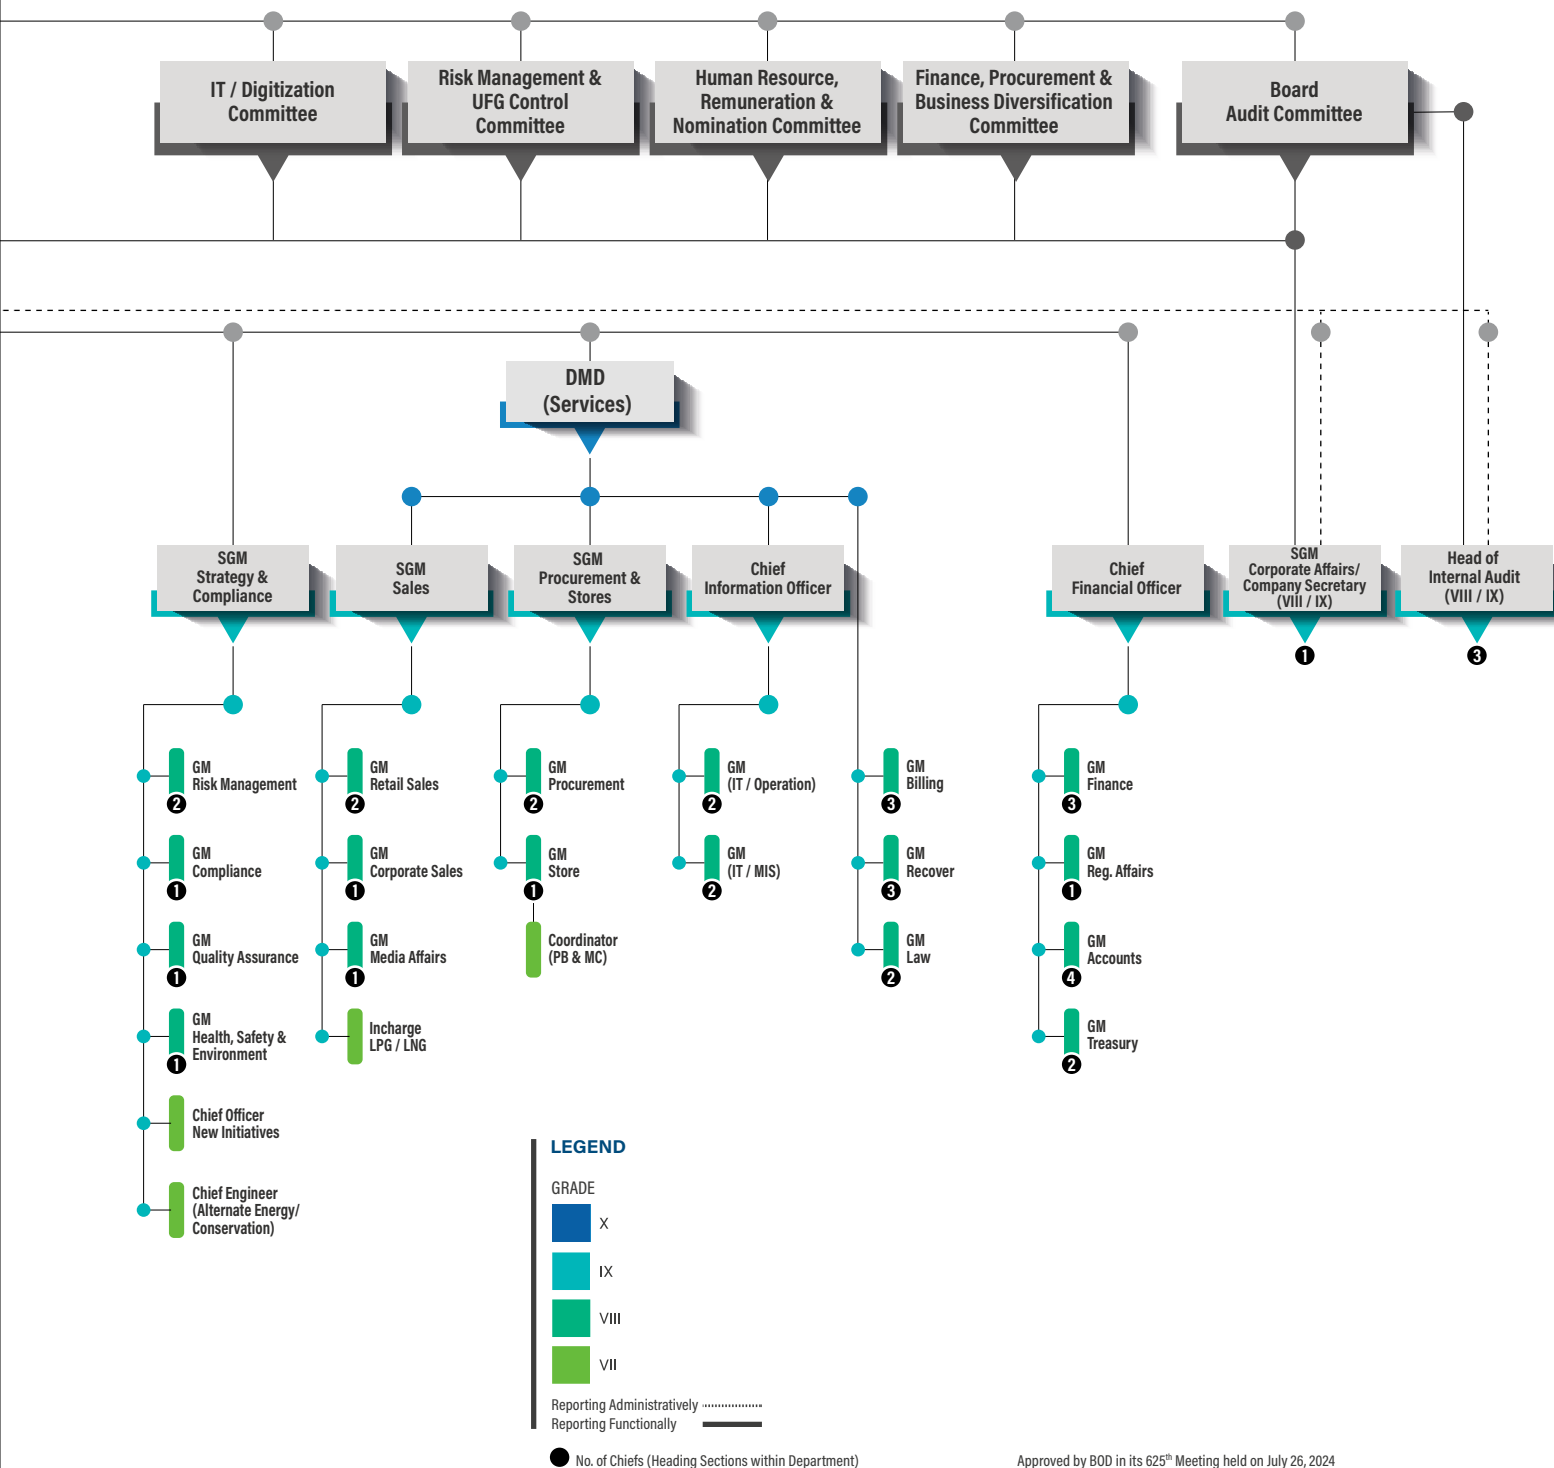 IT / Digitization
Committee
Risk Management &
UFG Control
Committee
Human Resource,
Remuneration &
Nomination Committee
Finance, Procurement &
Business Diversification
Committee
Board
Audit Committee
DMD
(Services)
SGM
Strategy &
Compliance
SGM
Sales
SGM
Procurement &
Stores
Chief
Information Officer
Chief
Financial Officer
SGM
Corporate Affairs/
Company Secretary
(VIII / IX)
1
Head of
Internal Audit
(VIII / IX)
3
GM
Risk Management
2
GM
Compliance
1
GM
Quality Assurance
1
GM
Health, Safety &
Environment
1
Chief Officer
New Initiatives
Chief Engineer
(Alternate Energy/
Conservation)
GM
Retail Sales
2
GM
Corporate Sales
1
GM
Media Affairs
1
Incharge
LPG / LNG
GM
Procurement
2
GM
Store
1
Coordinator
(PB & MC)
GM
(IT / Operation)
2
GM
(IT / MIS)
2
GM
Billing
3
GM
Recover
3
GM
Law
2
GM
Finance
3
GM
Reg. Affairs
1
GM
Accounts
4
GM
Treasury
2
LEGEND
GRADE
X
IX
VIII
VII
Reporting Administratively
Reporting Functionally
No. of Chiefs (Heading Sections within Department)
Approved by BOD in its 625th Meeting held on July 26, 2024